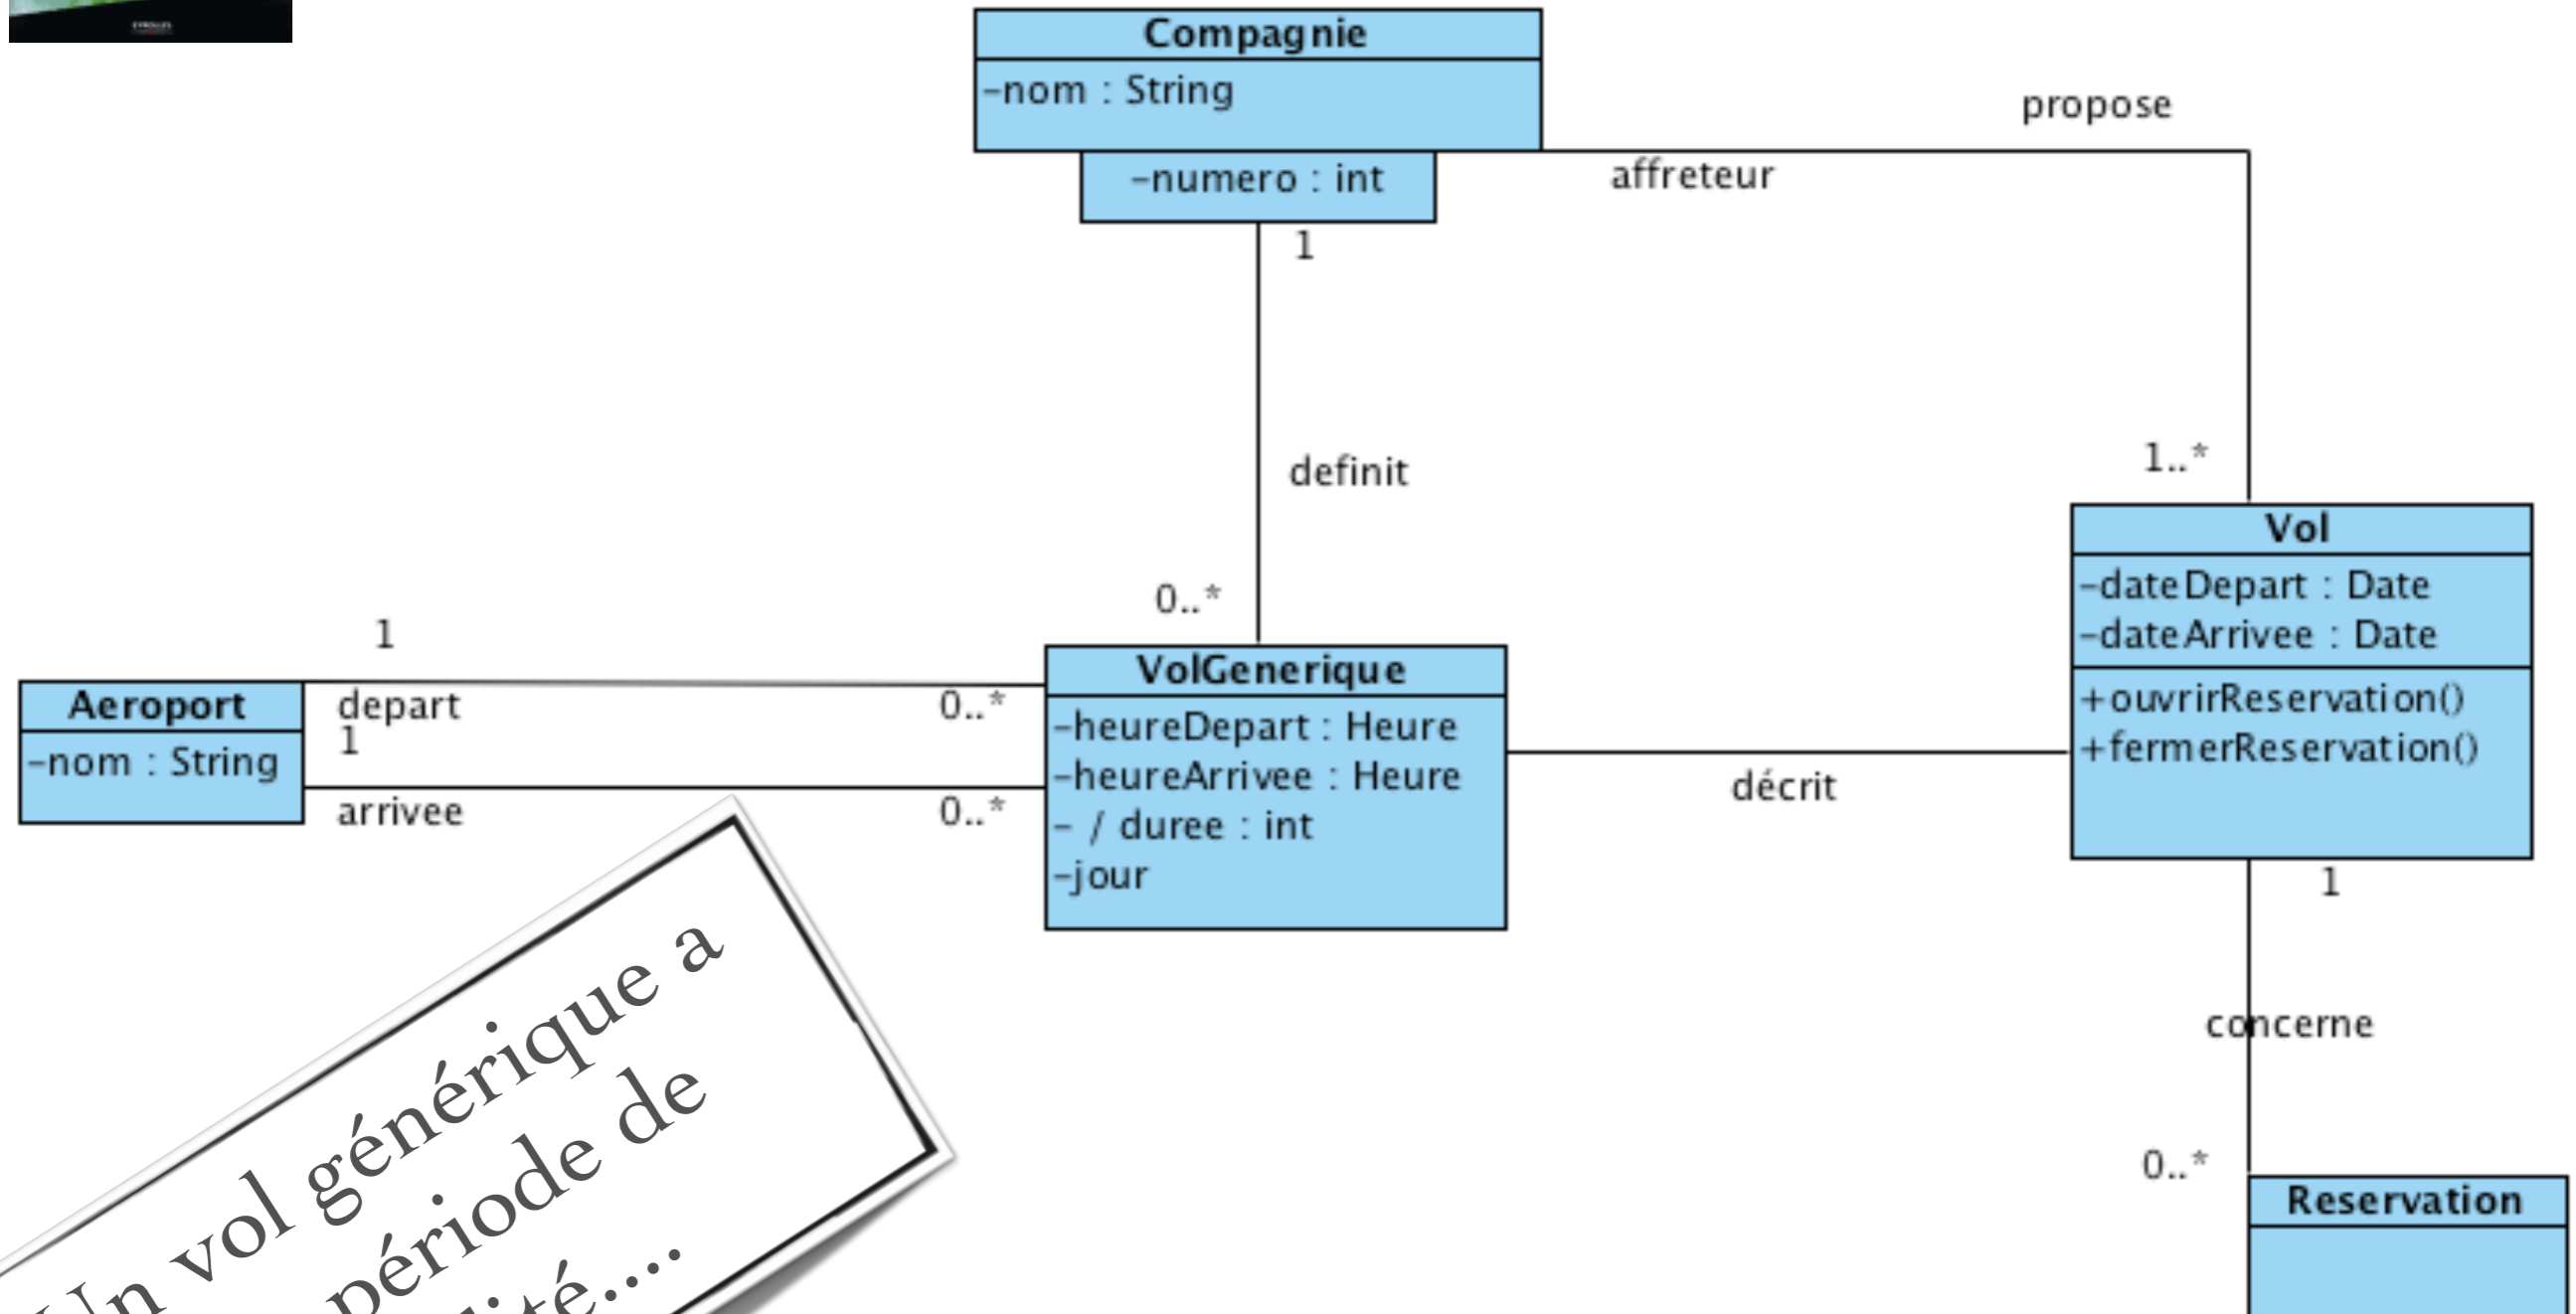 EYROLLES
Compagnie
-nom : String
-numero : int
propose
affreteur
1
definit
1..*
0..*
Vol
-dateDepart : Date
-dateArrivee : Date
+ouvrirReservation()
+fermerReservation()
1
Aeroport
-nom : String
depart
1
arrivee
0..*
0..*
VolGenerique
-heureDepart : Heure
-heureArrivee : Heure
- / duree : int
-jour
décrit
1
concerne
0..*
Reservation
Un vol générique a
période de